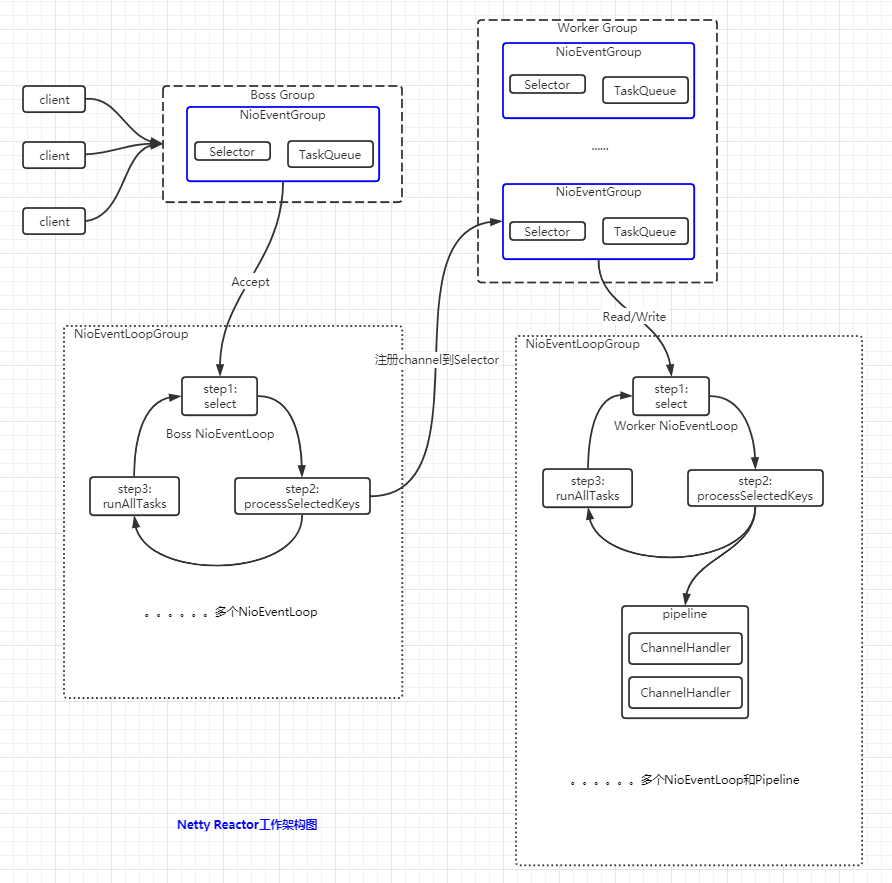 Worker Group
NioEventGroup
Selector
TaskQueue
......
NioEventGroup
Selector
TaskQueue
client
client
client
Boss Group
NioEventGroup
Selector
TaskQueue
Accept
Read/Write
注册channel到Selector
NioEventLoopGroup
step1:
select
Boss NioEventLoop
step3:
runAllTasks
step2:
processSelectedKeys
。。。。。。多个NioEventLoop
NioEventLoopGroup
step1:
select
Worker NioEventLoop
step3:
runAllTasks
step2:
processSelectedKeys
pipeline
ChannelHandler
ChannelHandler
。。。。。。多个NioEventLoop和Pipeline
Netty Reactor工作架构图